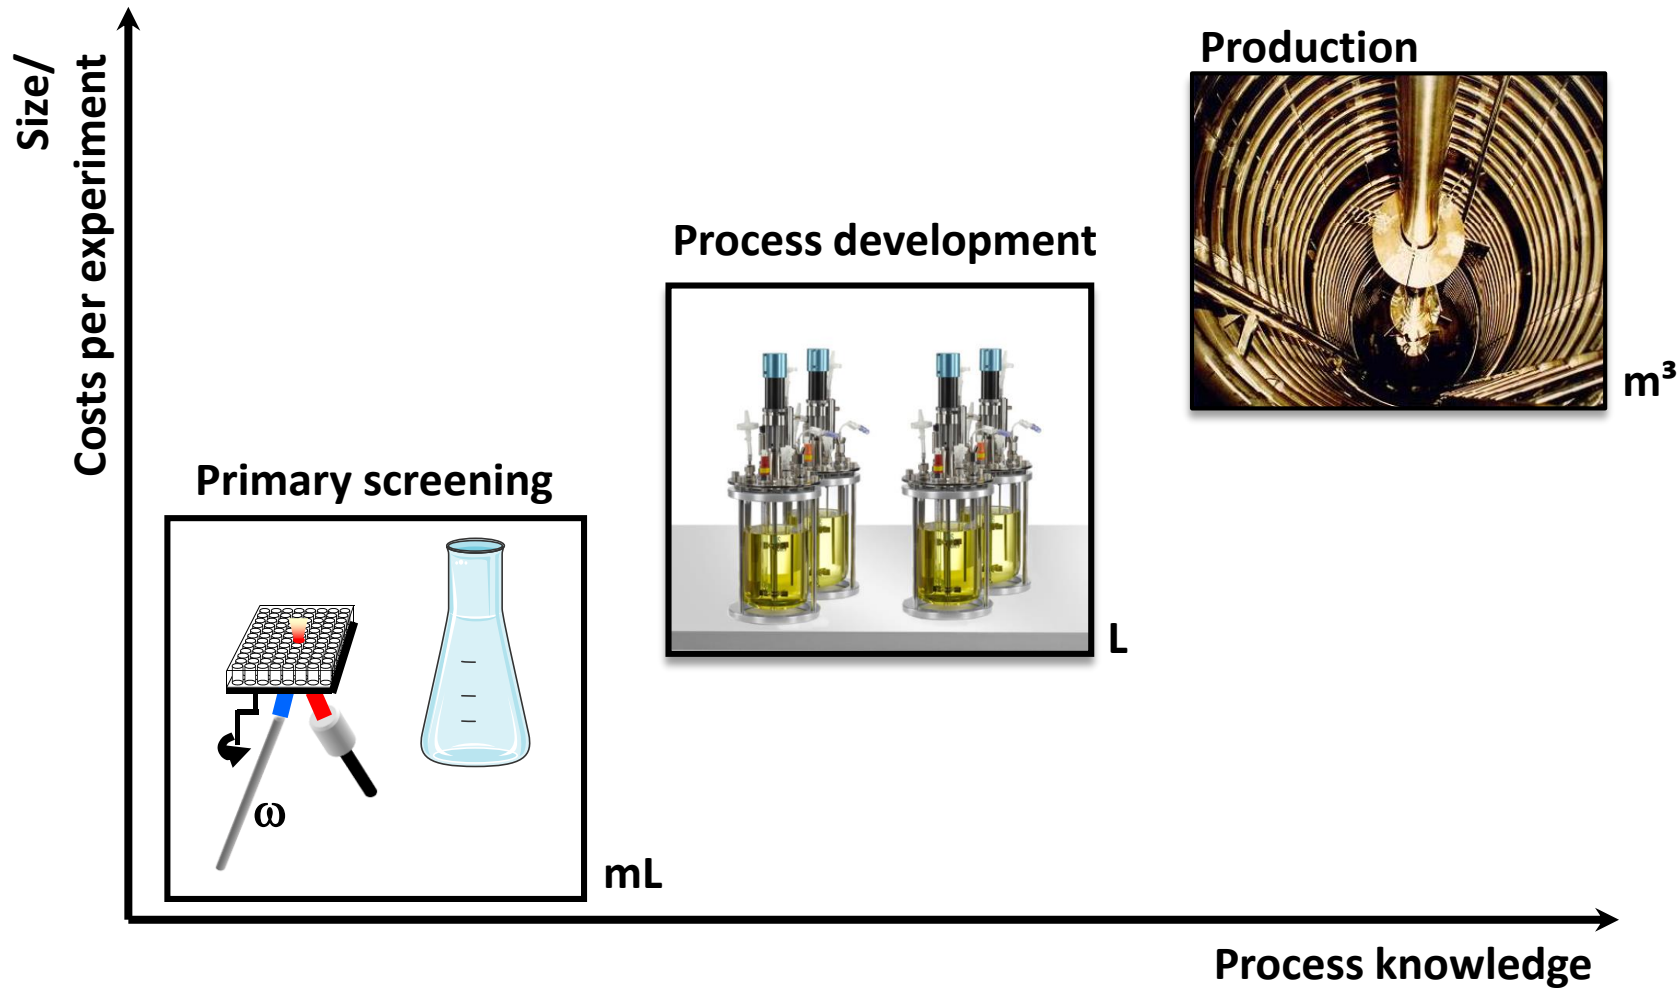 Size/
Costs per experiment
Production
m³
Process development
L
Primary screening
ω
mL
Process knowledge